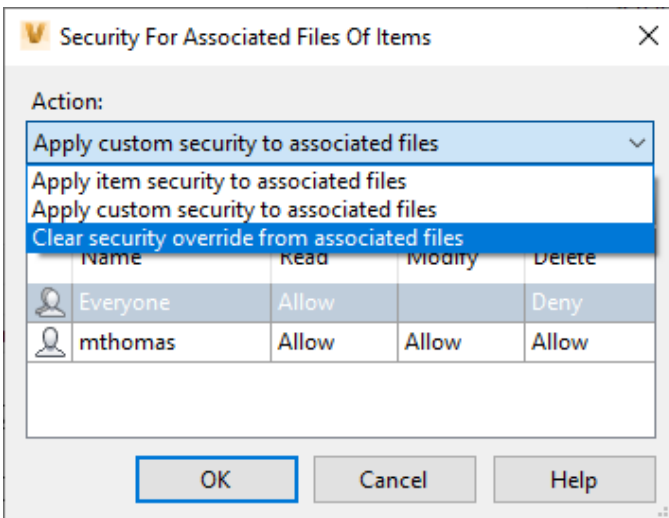 Security For Associated Files Of Items
Action:
Apply custom security to associated files
Apply item security to associated files
Apply custom security to associated files
Clear security override from associated files
Name Read Modify Delete
Everyone Allow Deny
mthomas Allow Allow Allow
OK Cancel Help